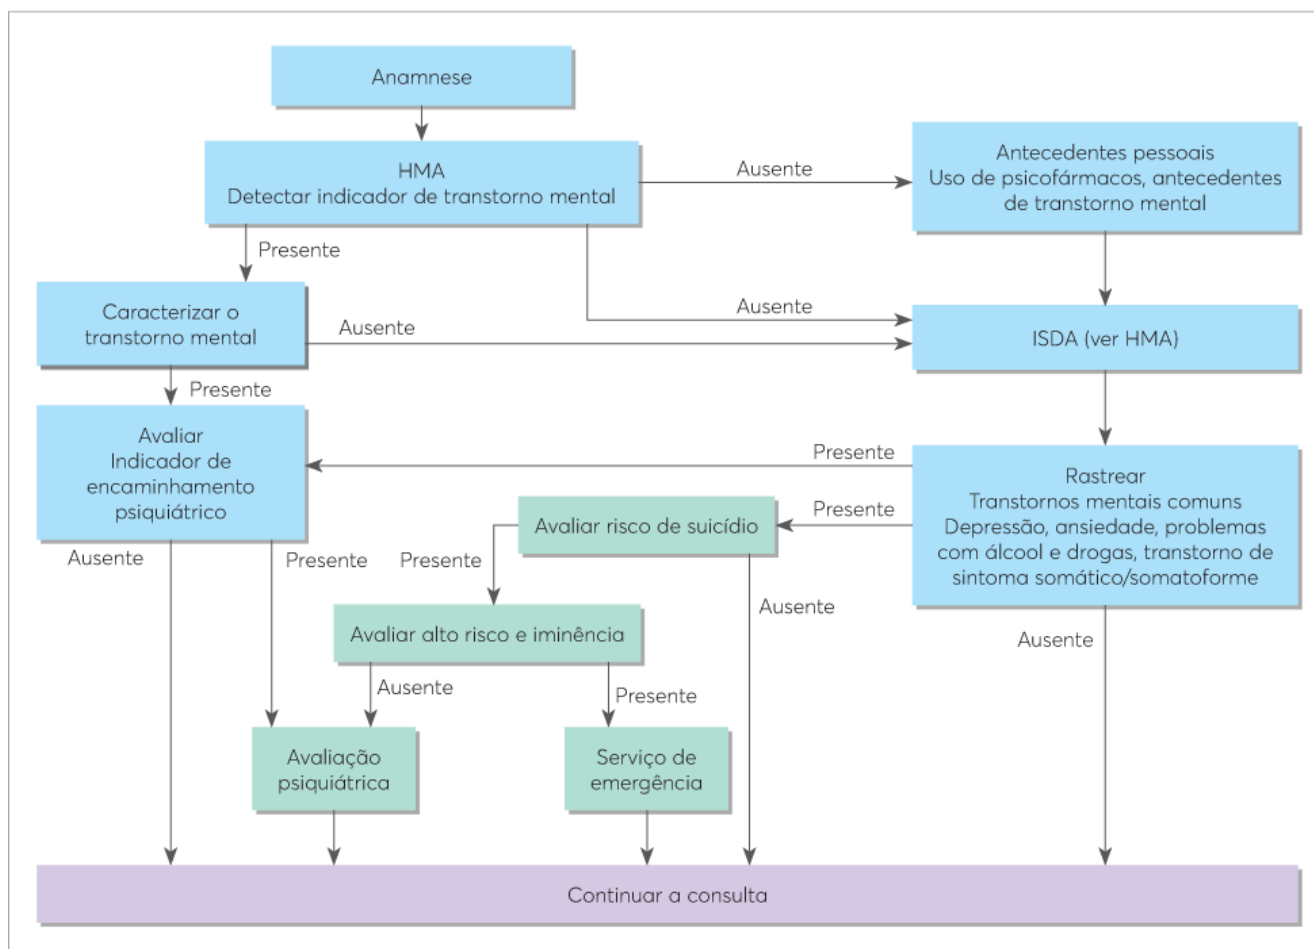 Anamnese
HMA
Detectar indicador de transtorno mental
Ausente
Antecedentes pessoais
Uso de psicofármacos, antecedentes
de transtorno mental
Presente
Ausente
Caracterizar o
transtorno mental
Ausente
ISDA (ver HMA)
Presente
Avaliar
Indicador de
encaminhamento
psiquiátrico
Presente
Rastrear
Transtornos mentais comuns
Depressão, ansiedade, problemas
com álcool e drogas, transtorno de
sintoma somático/somatoforme
Presente
Avaliar risco de suicídio
Ausente
Presente
Presente
Ausente
Avaliar alto risco e iminência
Ausente
Ausente
Presente
Avaliação
psiquiátrica
Serviço de
emergência
Continuar a consulta